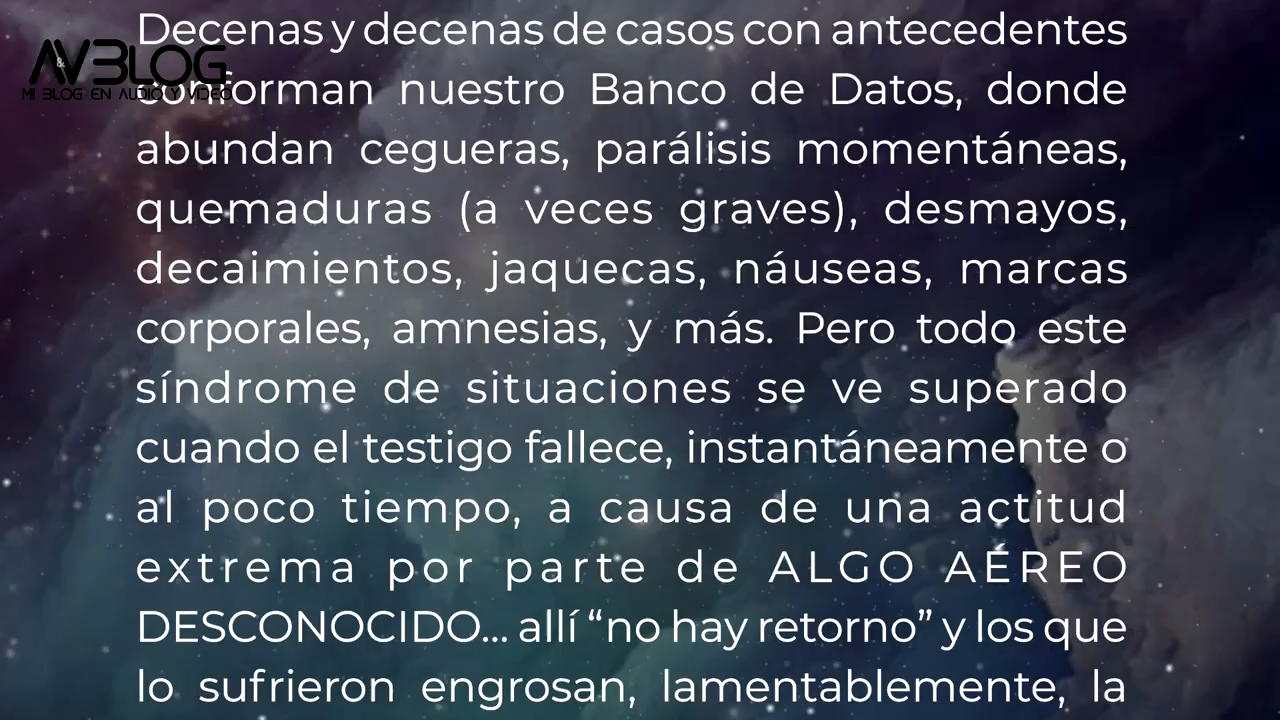 Decenas y decenas de casos con antecedentes
AV&BLOG
conforman nuestro Banco de Datos, donde
MI BLOG EN AUDIO Y VIDEO
abundan cegueras, parálisis momentáneas,
quemaduras (a veces graves), desmayos,
decaimientos, jaquecas, náuseas, marcas
corporales, amnesias, y más. Pero todo este
síndrome de situaciones se ve superado
cuando el testigo fallece, instantáneamente o
al poco tiempo, a causa de una actitud
extrema por parte de ALGO AÉREO
DESCONOCIDO... allí “no hay retorno” y los que
lo sufrieron engrosan, lamentablemente, la